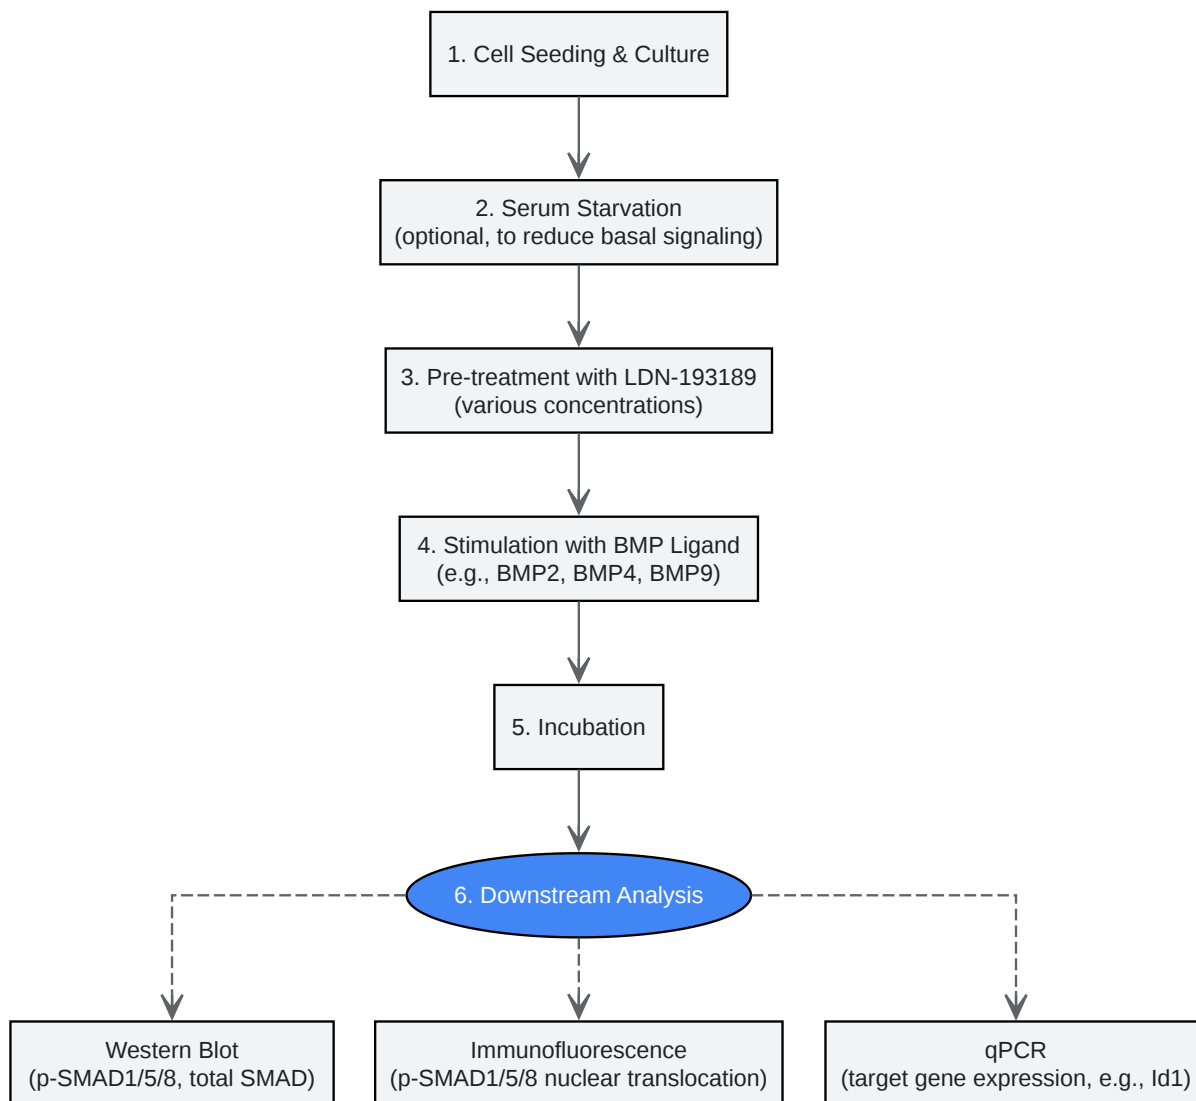 1. Cell Seeding & Culture
2. Serum Starvation
(optional, to reduce basal signaling)
3. Pre-treatment with LDN-193189
(various concentrations)
4. Stimulation with BMP Ligand
(e.g., BMP2, BMP4, BMP9)
5. Incubation
6. Downstream Analysis
Western Blot
(p-SMAD1/5/8, total SMAD)
Immunofluorescence
(p-SMAD1/5/8 nuclear translocation)
qPCR
(target gene expression, e.g., Id1)